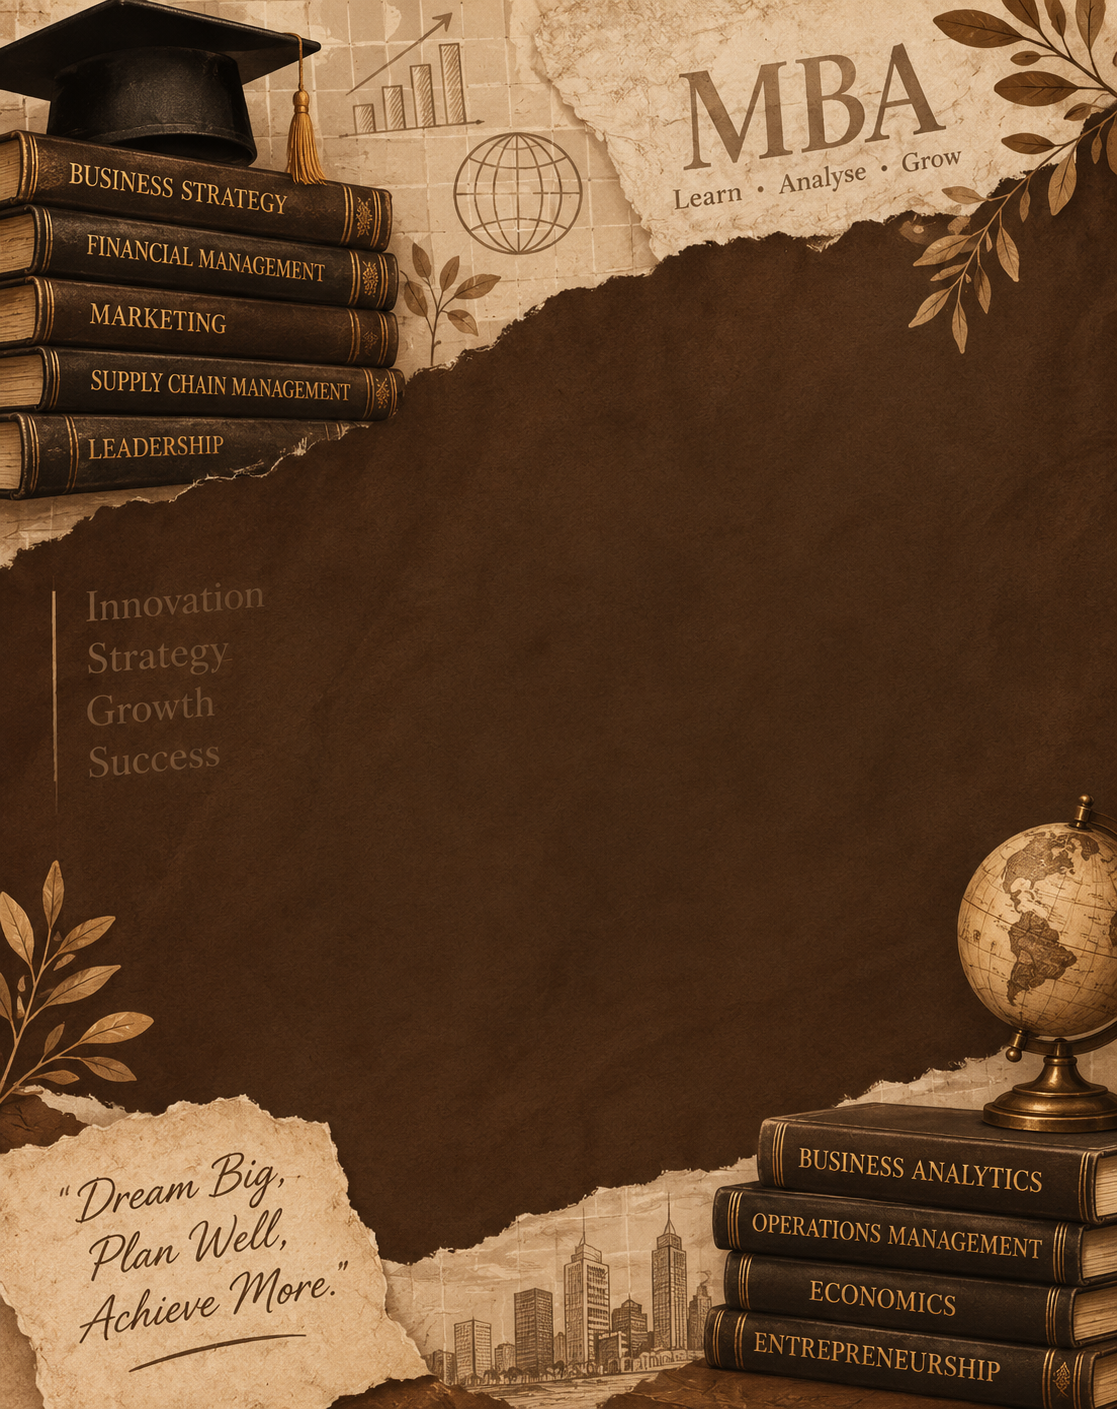 MBA
Learn • Analyse • Grow
BUSINESS STRATEGY
FINANCIAL MANAGEMENT
MARKETING
SUPPLY CHAIN MANAGEMENT
LEADERSHIP
Innovation
Strategy
Growth
Success
“Dream Big,
Plan Well,
Achieve More.”
BUSINESS ANALYTICS
OPERATIONS MANAGEMENT
ECONOMICS
ENTREPRENEURSHIP